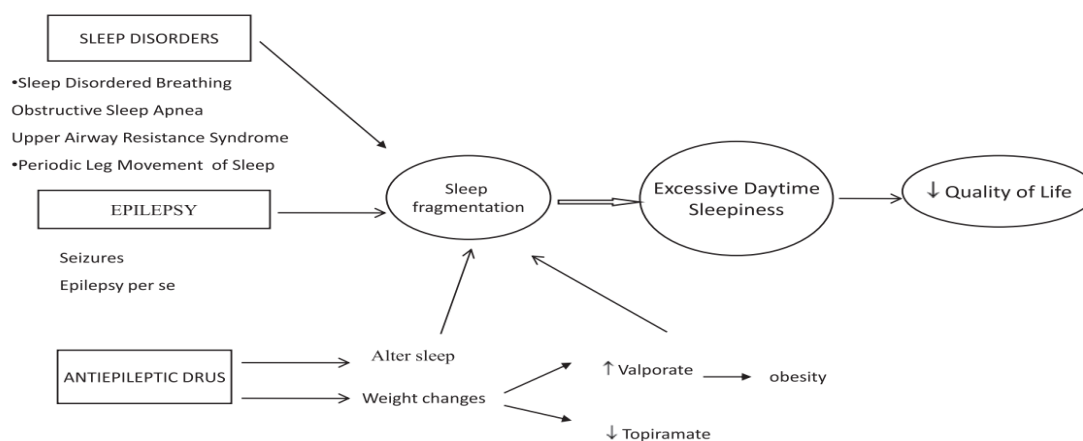 SLEEP DISORDERS
•Sleep Disordered Breathing
Obstructive Sleep Apnea
Upper Airway Resistance Syndrome
•Periodic Leg Movement of Sleep
EPILEPSY
Seizures
Epilepsy per se
ANTIEPILEPTIC DRUS
Alter sleep
Weight changes
Sleep
fragmentation
Excessive Daytime
Sleepiness
↓ Quality of Life
↑ Valporate
obesity
↓ Topiramate